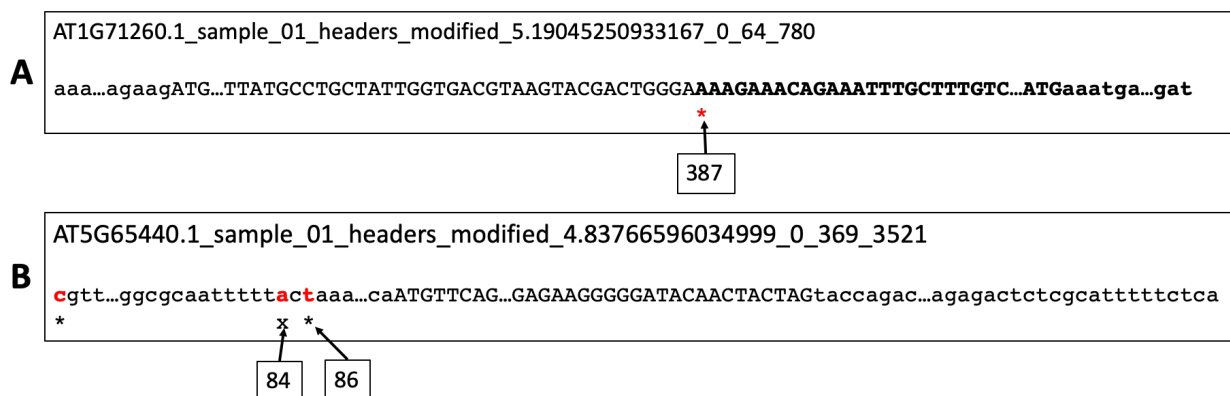 AT1G71260.1_sample_01_headers_modified_5.19045250933167_0_64_780
A
aaa…agaagATG…TTATGCCTGCTATTGGTGACGTAAGTACGACTGGGAAAAGAAACAGAAATTTGCTTTGTC…ATGaaatga…gat
*
387
AT5G65440.1_sample_01_headers_modified_4.83766596034999_0_369_3521
B
cgtt…ggcgcaatttttactaaa…caATGTTCAG…GAGAAGGGGGATACAACTACTAGtaccagac…agagactctcgcatttttctca
* x *
84 86